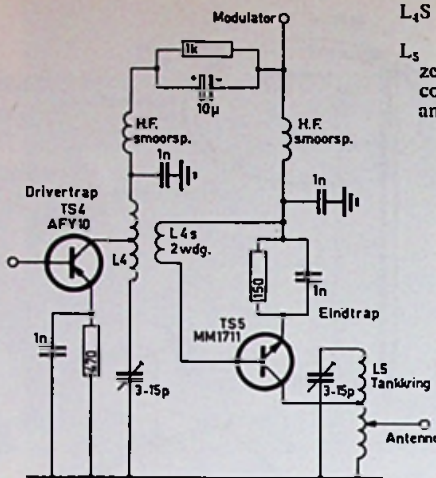 Modulator
L₄S
1k
+
-
10µ
L₅
H.F.
smoorsp.
H.F.
smoorsp.
1n
1n
Drivertrap
TS4
AFY10
L4
L4s
2wdg.
150
1n
Eindtrap
TS5
MM1711
1n
470
3-15p
3-15p
L5
Tankkring
Antenne